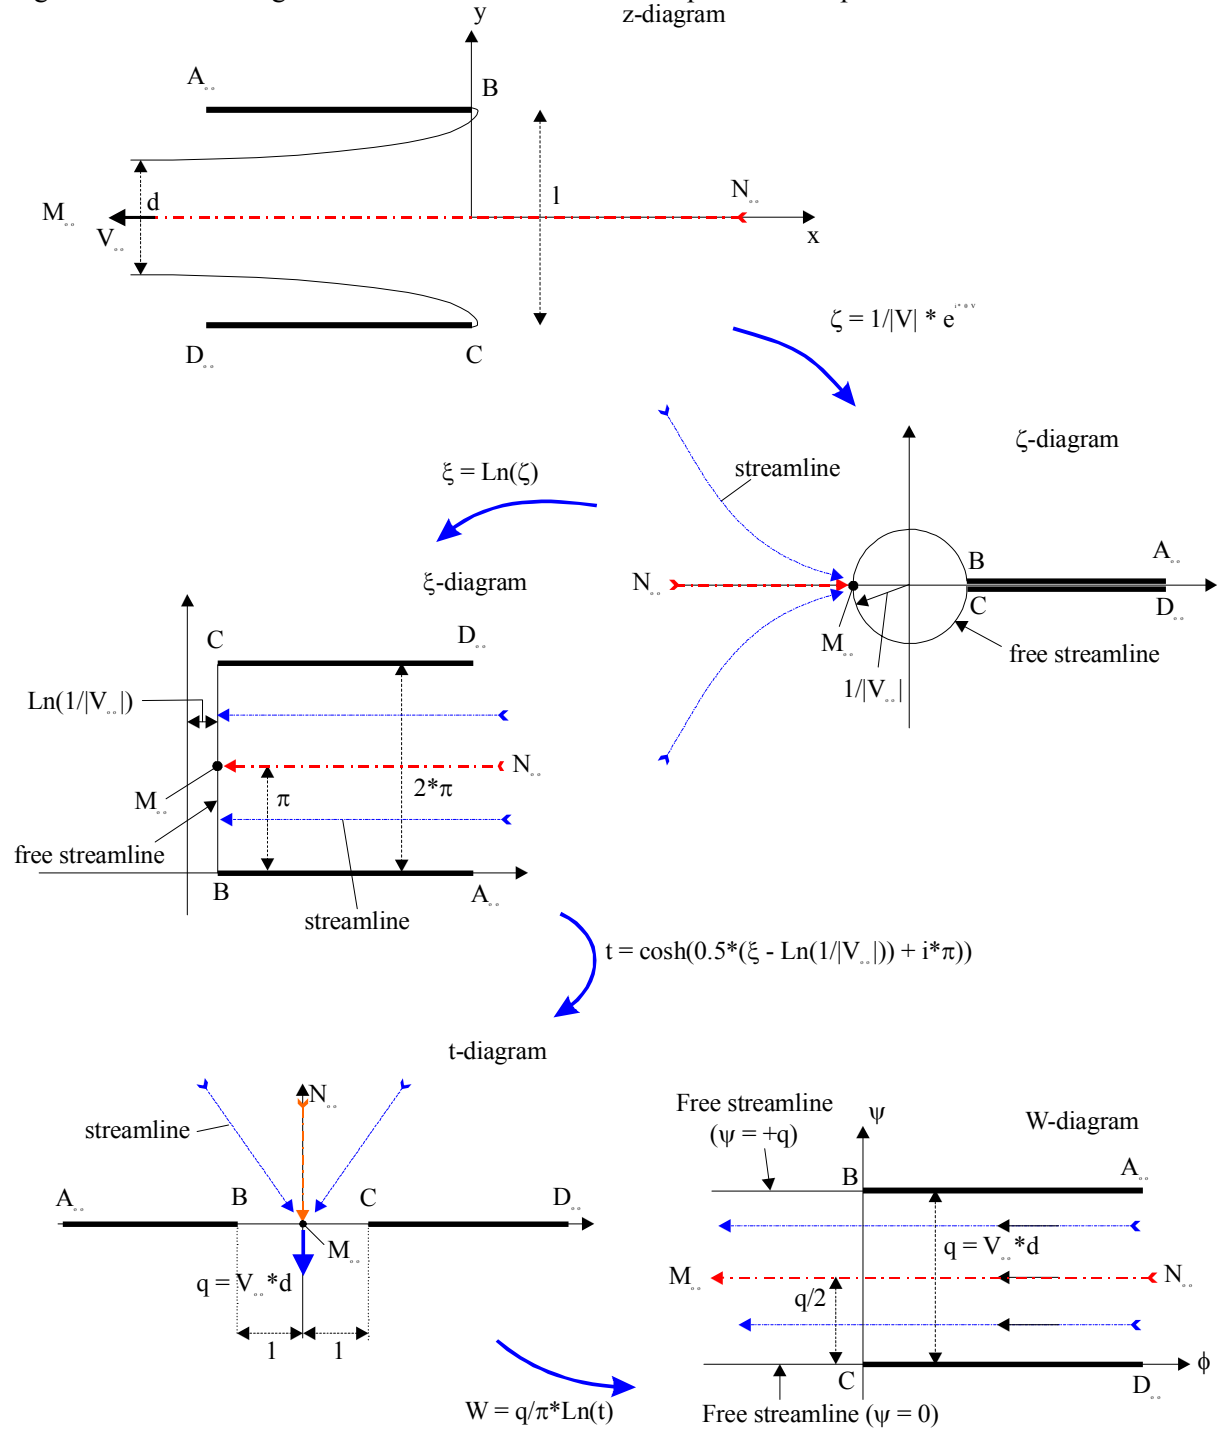 z-diagram
y
A∞
B
N∞
M∞
d
l
V∞
x
D∞
C
ζ = 1/|V| * e^(i*θv)
ζ-diagram
streamline
ξ = Ln(ζ)
N∞
B
A∞
C
D∞
M∞
free streamline
1/|V∞|
ξ-diagram
C
D∞
Ln(1/|V∞|)
N∞
M∞
π
2*π
free streamline
B
A∞
streamline
t = cosh(0.5*(ξ - Ln(1/|V∞|)) + i*π))
t-diagram
N∞
streamline
A∞
B
C
D∞
M∞
q = V∞*d
1
1
W = q/π*Ln(t)
Free streamline
(ψ = +q)
ψ
W-diagram
B
A∞
q = V∞*d
M∞
N∞
q/2
C
ϕ
D∞
Free streamline (ψ = 0)